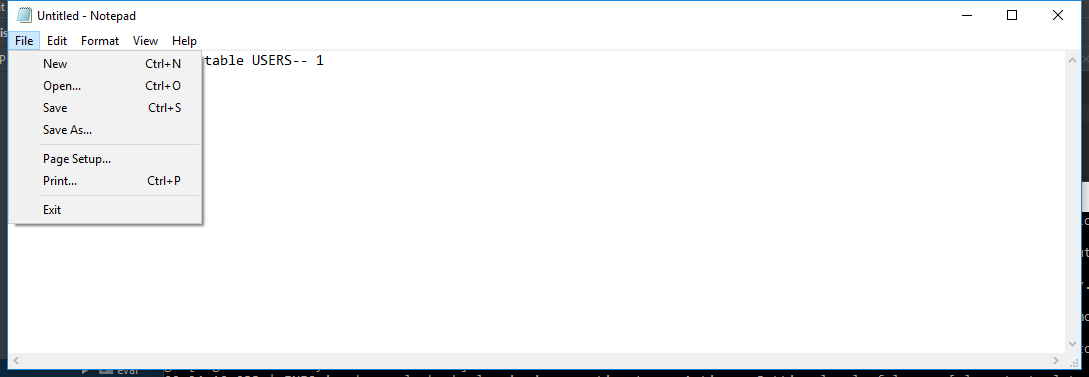 Untitled - Notepad
File Edit Format View Help
table USERS-- 1
New Ctrl+N
Open... Ctrl+O
Save Ctrl+S
Save As...
Page Setup...
Print... Ctrl+P
Exit
eval